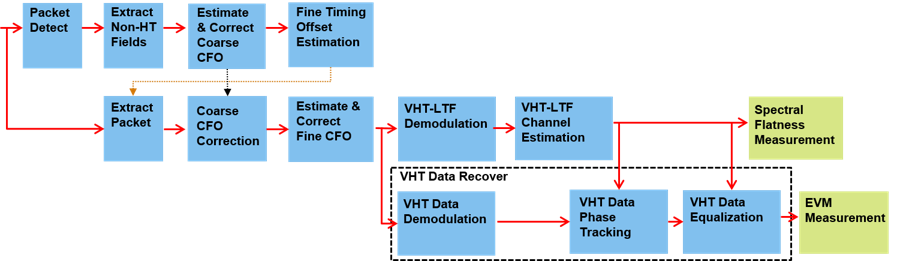 Packet
Detect
Extract
Non-HT
Fields
Estimate
& Correct
Coarse
CFO
Fine Timing
Offset
Estimation
Extract
Packet
Coarse
CFO
Correction
Estimate &
Correct
Fine CFO
VHT-LTF
Demodulation
VHT-LTF
Channel
Estimation
Spectral
Flatness
Measurement
VHT Data Recover
VHT Data
Demodulation
VHT Data
Phase
Tracking
VHT Data
Equalization
EVM
Measurement